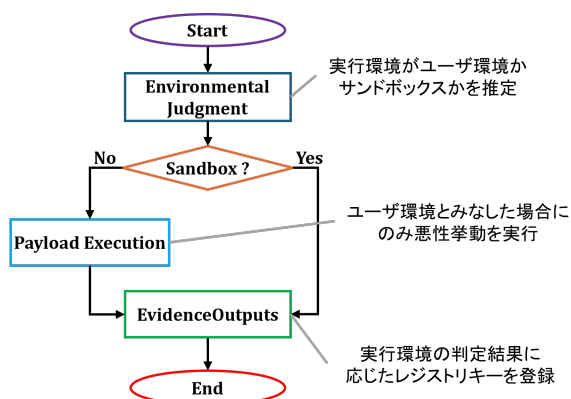 Start
Environmental
Judgment
実行環境がユーザ環境か
サンドボックスかを推定
No
Sandbox ?
Yes
Payload Execution
ユーザ環境とみなした場合に
のみ悪性挙動を実行
EvidenceOutputs
実行環境の判定結果に
応じたレジストリキーを登録
End